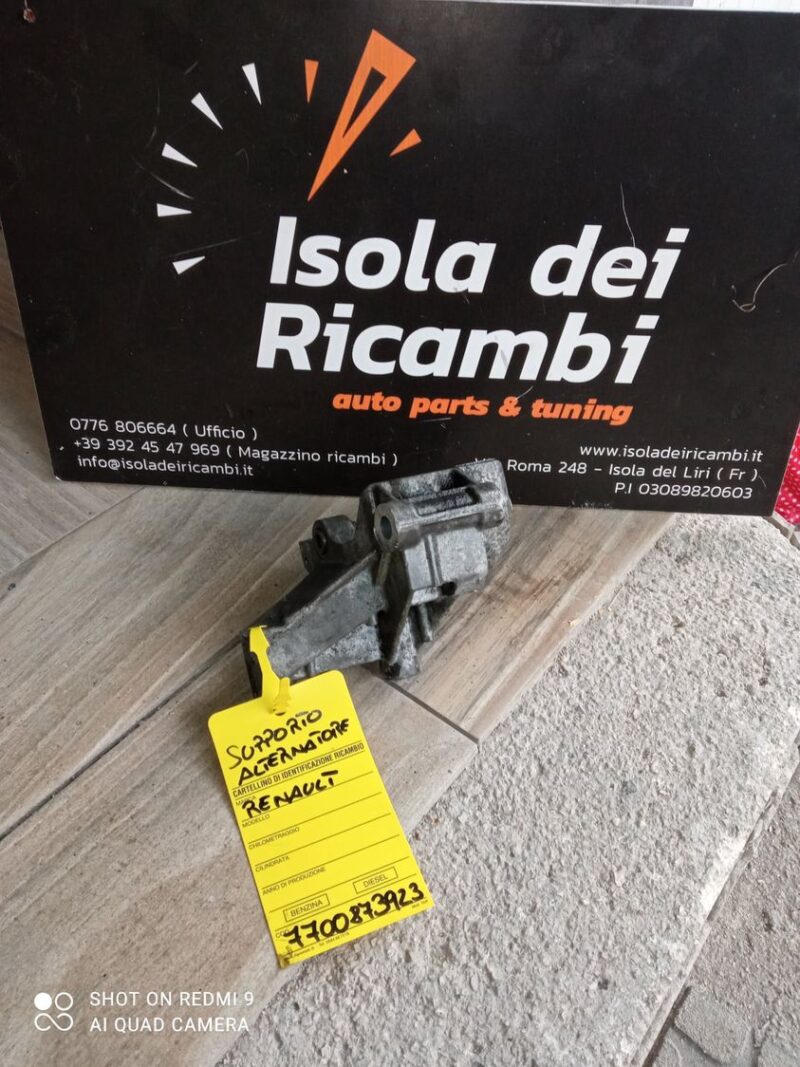 Isola dei
Ricambi
auto parts & tuning
0776 806664 ( Ufficio )
+39 392 45 47 969 ( Magazzino ricambi )
info@isoladeiricambi.it
www.isoladeiricambi.it
Roma 248 - Isola del Liri ( Fr )
P.I 03089820603
SUPPORTO
ALTERNATORE
CARTELLINO DI IDENTIFICAZIONE RICAMBIO
RENAULT
MODELLO
CHILOMETRAGGIO
CILINDRATA
ANNO DI PRODUZIONE
BENZINA DIESEL
7700873923
SHOT ON REDMI 9
AI QUAD CAMERA